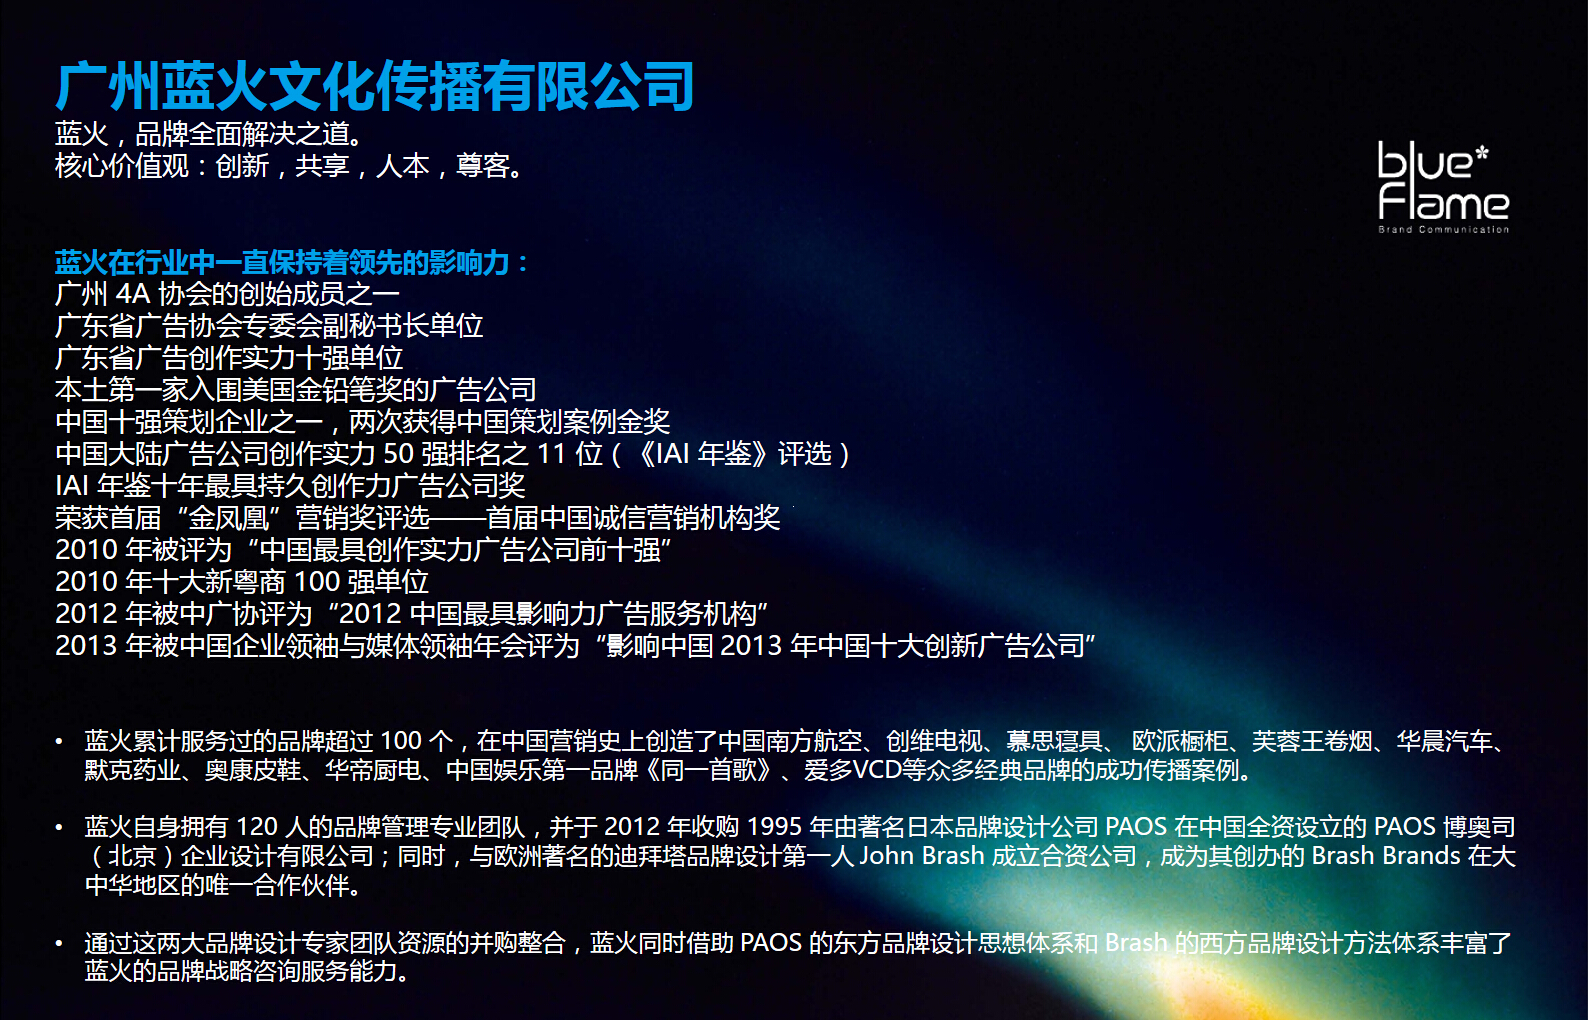 广州蓝火文化传播有限公司
蓝火，品牌全面解决之道。
核心价值观：创新，共享，人本，尊客。
blue*
Flame
Brand Communication
蓝火在行业中一直保持着领先的影响力：
广州 4A 协会的创始成员之一
广东省广告协会专委会副秘书长单位
广东省广告创作实力十强单位
本土第一家入围美国金铅笔奖的广告公司
中国十强策划企业之一，两次获得中国策划案例金奖
中国大陆广告公司创作实力 50 强排名之 11 位（《IAI 年鉴》评选）
IAI 年鉴十年最具持久创作力广告公司奖
荣获首届“金凤凰”营销奖评选——首届中国诚信营销机构奖
2010 年被评为“中国最具创作实力广告公司前十强”
2010 年十大新粤商 100 强单位
2012 年被中广协评为“2012 中国最具影响力广告服务机构”
2013 年被中国企业领袖与媒体领袖年会评为“影响中国 2013 年中国十大创新广告公司”
• 蓝火累计服务过的品牌超过 100 个，在中国营销史上创造了中国南方航空、创维电视、慕思寝具、欧派橱柜、芙蓉王卷烟、华晨汽车、
默克药业、奥康皮鞋、华帝厨电、中国娱乐第一品牌《同一首歌》、爱多VCD等众多经典品牌的成功传播案例。
• 蓝火自身拥有 120 人的品牌管理专业团队，并于 2012 年收购 1995 年由著名日本品牌设计公司 PAOS 在中国全资设立的 PAOS 博奥司
（北京）企业设计有限公司；同时，与欧洲著名的迪拜塔品牌设计第一人 John Brash 成立合资公司，成为其创办的 Brash Brands 在大
中华地区的唯一合作伙伴。
• 通过这两大品牌设计专家团队资源的并购整合，蓝火同时借助 PAOS 的东方品牌设计思想体系和 Brash 的西方品牌设计方法体系丰富了
蓝火的品牌战略咨询服务能力。